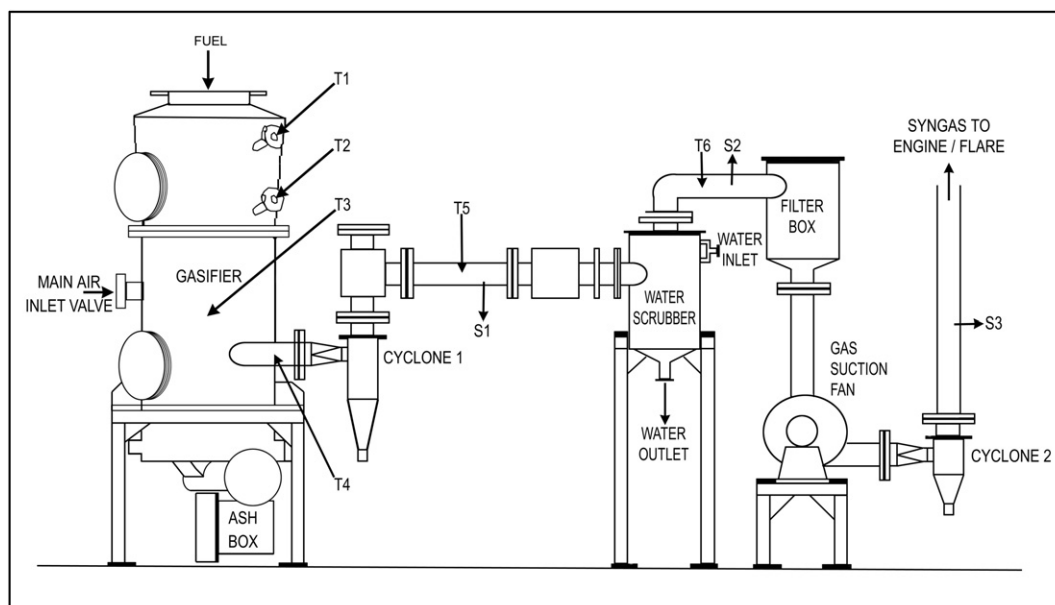 FUEL
T1
T2
T3
GASIFIER
MAIN AIR
INLET VALVE
T4
ASH
BOX
CYCLONE 1
T5
S1
T6
S2
WATER
INLET
WATER
SCRUBBER
WATER
OUTLET
FILTER
BOX
GAS
SUCTION
FAN
SYNGAS TO
ENGINE / FLARE
S3
CYCLONE 2